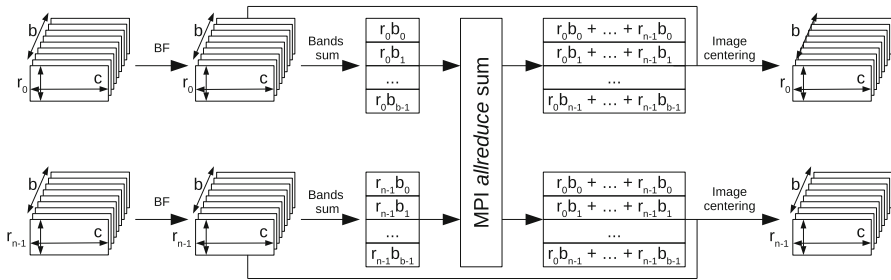 b
c
r0
BF
b
c
r0
Bands
sum
r0b0
r0b1
...
r0bb-1
MPI allreduce sum
r0b0 + ... + rn-1b0
r0b1 + ... + rn-1b1
...
r0bn-1 + ... + rn-1bb-1
Image
centering
b
c
r0
b
c
rn-1
BF
b
c
rn-1
Bands
sum
rn-1b0
rn-1b1
...
rn-1bb-1
r0b0 + ... + rn-1b0
r0b1 + ... + rn-1b1
...
r0bn-1 + ... + rn-1bb-1
Image
centering
b
c
rn-1